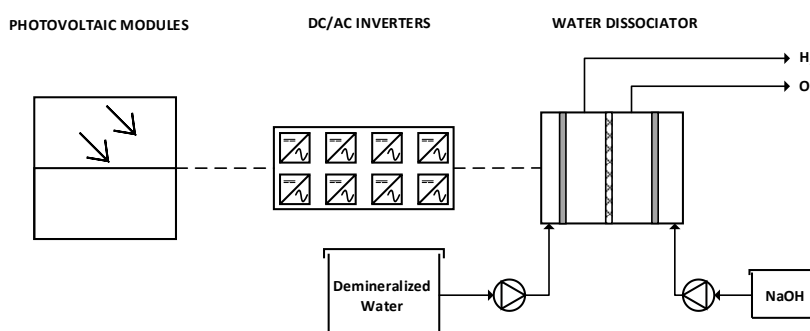 PHOTOVOLTAIC MODULES
DC/AC INVERTERS
WATER DISSOCIATOR
H
O
Demineralized
Water
NaOH